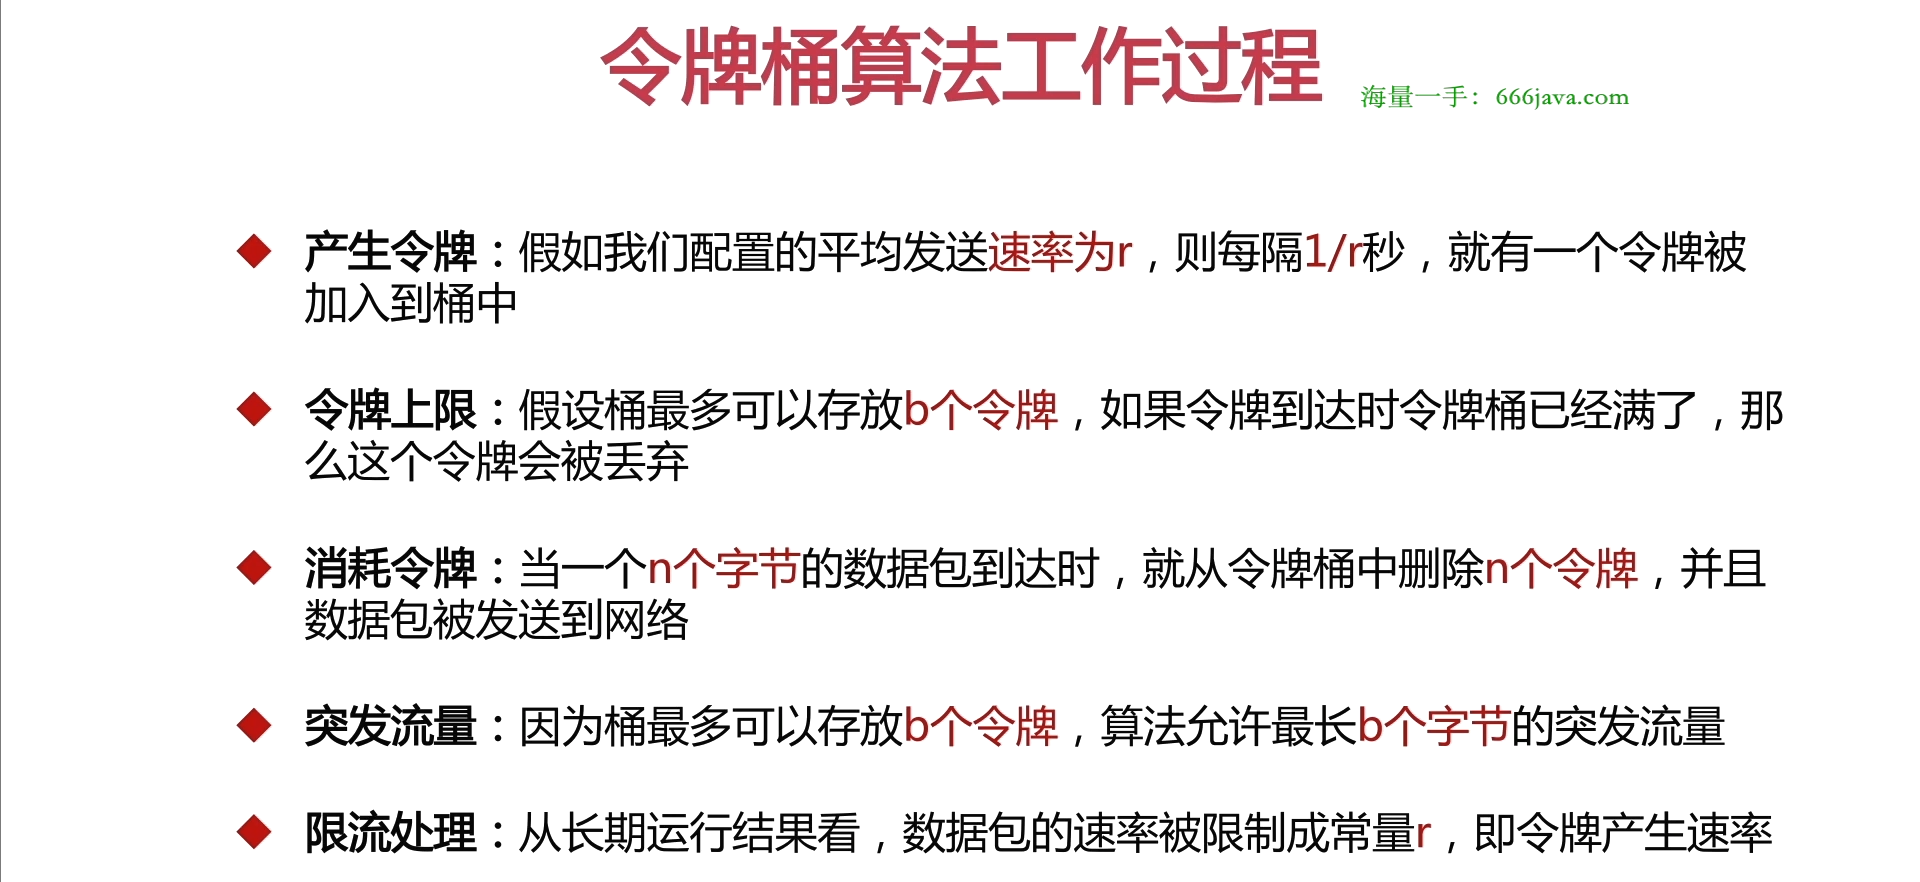 令牌桶算法工作过程
海量一手：666java.com
产生令牌：假如我们配置的平均发送速率为r，则每隔1/r秒，就有一个令牌被
加入到桶中
令牌上限：假设桶最多可以存放b个令牌，如果令牌到达时令牌桶已经满了，那
么这个令牌会被丢弃
消耗令牌：当一个n个字节的数据包到达时，就从令牌桶中删除n个令牌，并且
数据包被发送到网络
突发流量：因为桶最多可以存放b个令牌，算法允许最长b个字节的突发流量
限流处理：从长期运行结果看，数据包的速率被限制成常量r，即令牌产生速率